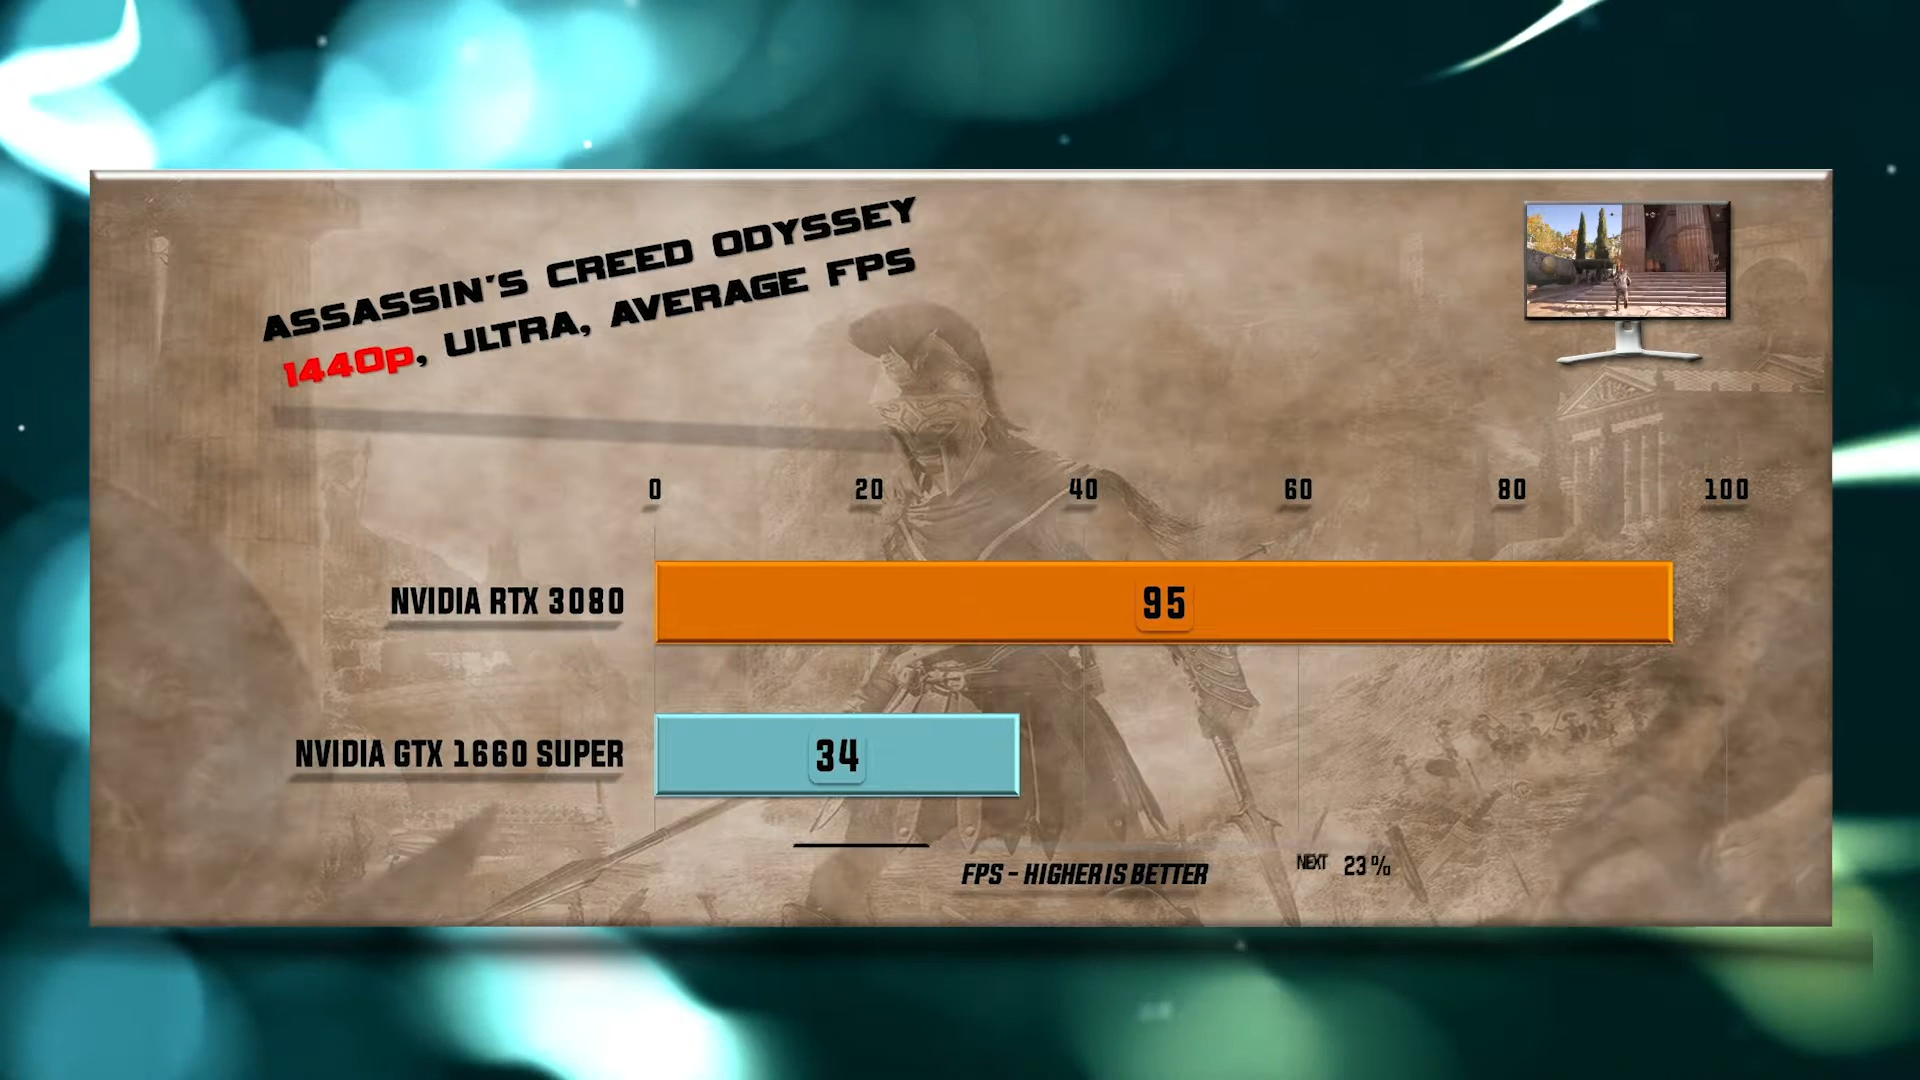 ASSASSIN'S CREED ODYSSEY
1440p, ULTRA, AVERAGE FPS
0 20 40 60 80 100
NVIDIA RTX 3080 95
NVIDIA GTX 1660 SUPER 34
FPS - HIGHER IS BETTER
NEXT 23%